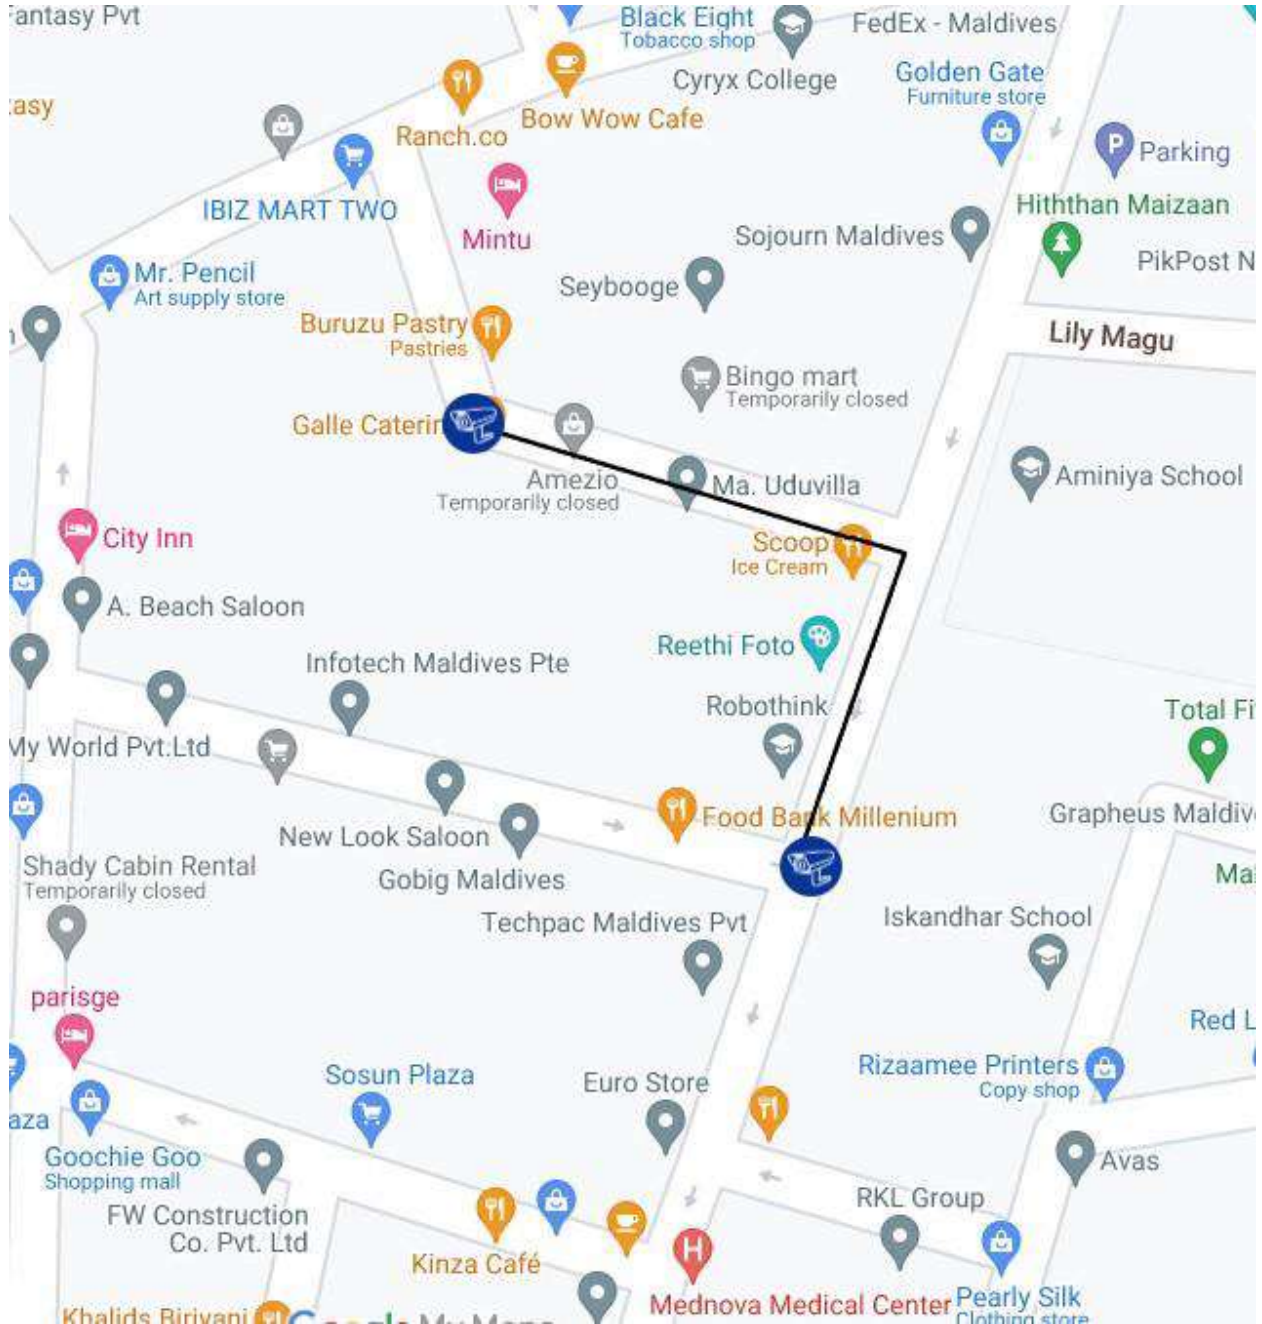 Fantasy Pvt
Black Eight
Tobacco shop
FedEx - Maldives
Cyryx College
Golden Gate
Furniture store
Ranch.co
Bow Wow Cafe
P
Parking
IBIZ MART TWO
Mintu
Hiththan Maizaan
Sojourn Maldives
PikPost N
Mr. Pencil
Art supply store
Seybooge
Buruzu Pastry
Pastries
Lily Magu
Bingo mart
Temporarily closed
Galle Caterin
Amezio
Temporarily closed
Ma. Uduvilla
Aminiya School
City Inn
Scoop
Ice Cream
A. Beach Saloon
Reethi Foto
Infotech Maldives Pte
Robothink
Total Fi
My World Pvt.Ltd
Food Bank Millenium
Grapheus Maldiv
New Look Saloon
Shady Cabin Rental
Temporarily closed
Gobig Maldives
Mal
Techpac Maldives Pvt
Iskandhar School
parisge
Red L
Sosun Plaza
Euro Store
Rizaamee Printers
Copy shop
aza
Goochie Goo
Shopping mall
Avas
FW Construction
Co. Pvt. Ltd
RKL Group
H
Kinza Café
Mednova Medical Center
Pearly Silk
Clothing store
Khalids Biriyani
Google My Maps